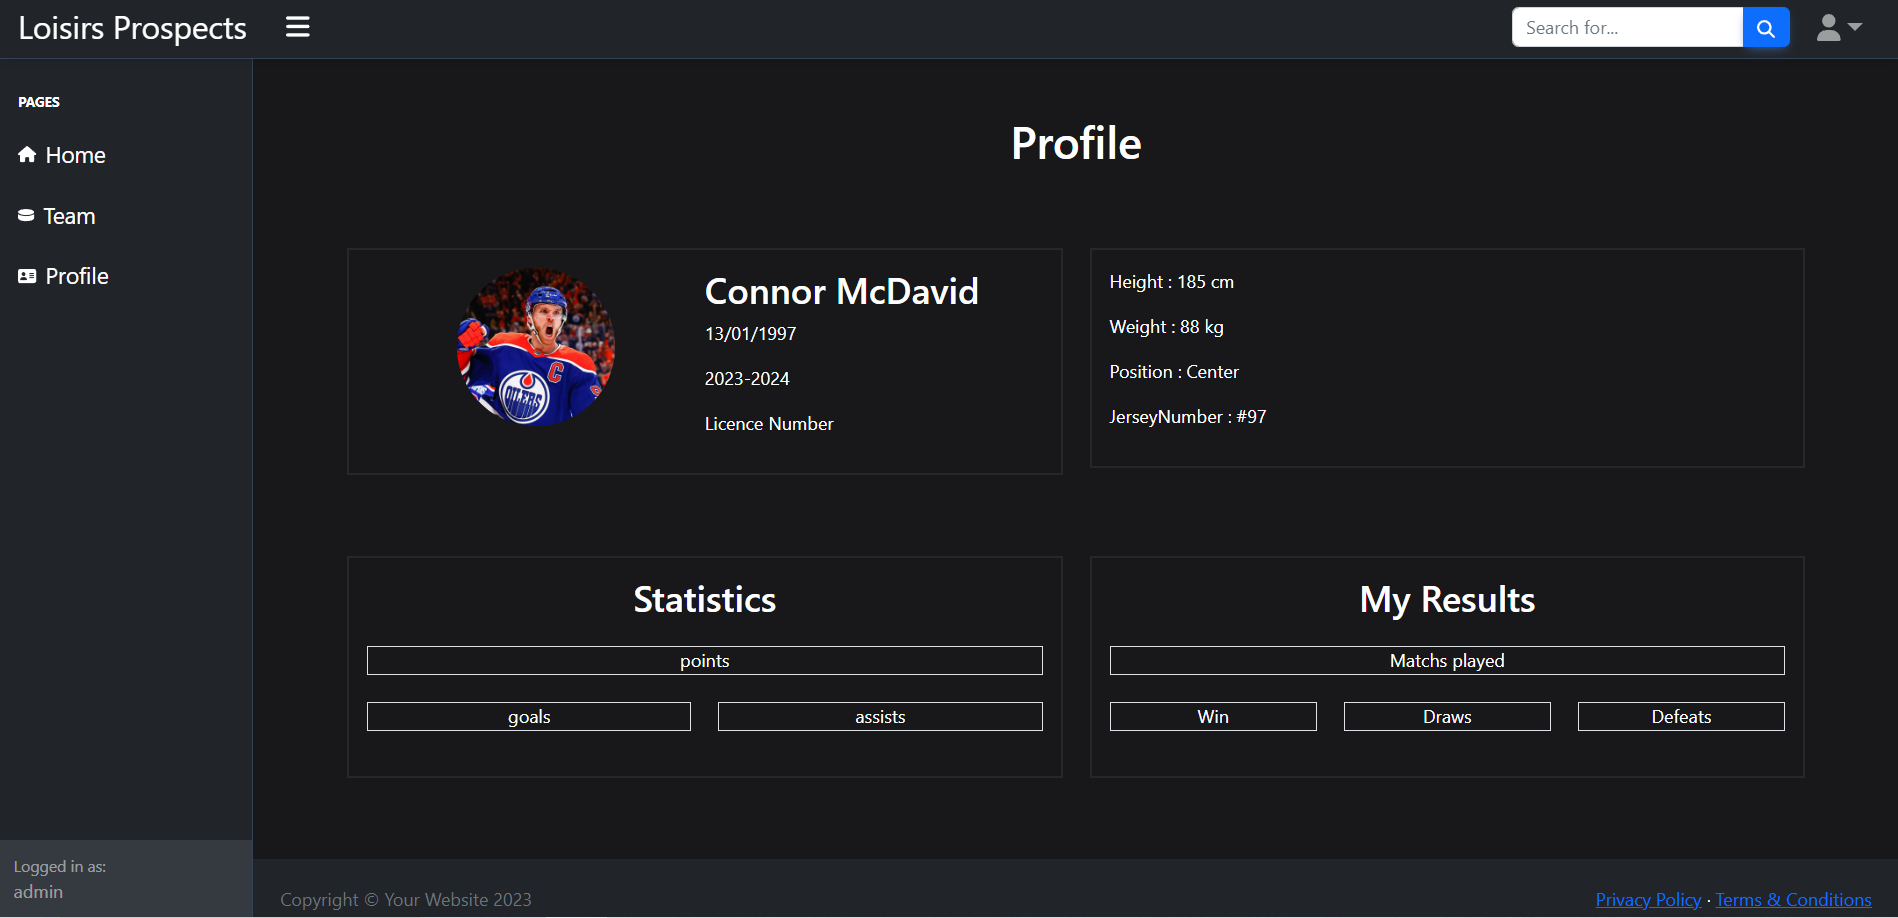 Loisirs Prospects
Search for...
PAGES
Home
Team
Profile
Profile
Connor McDavid
13/01/1997
2023-2024
Licence Number
C
OILERS
Height : 185 cm
Weight : 88 kg
Position : Center
JerseyNumber : #97
Statistics
points
goals assists
My Results
Matchs played
Win Draws Defeats
Logged in as:
admin
Copyright © Your Website 2023
Privacy Policy · Terms & Conditions